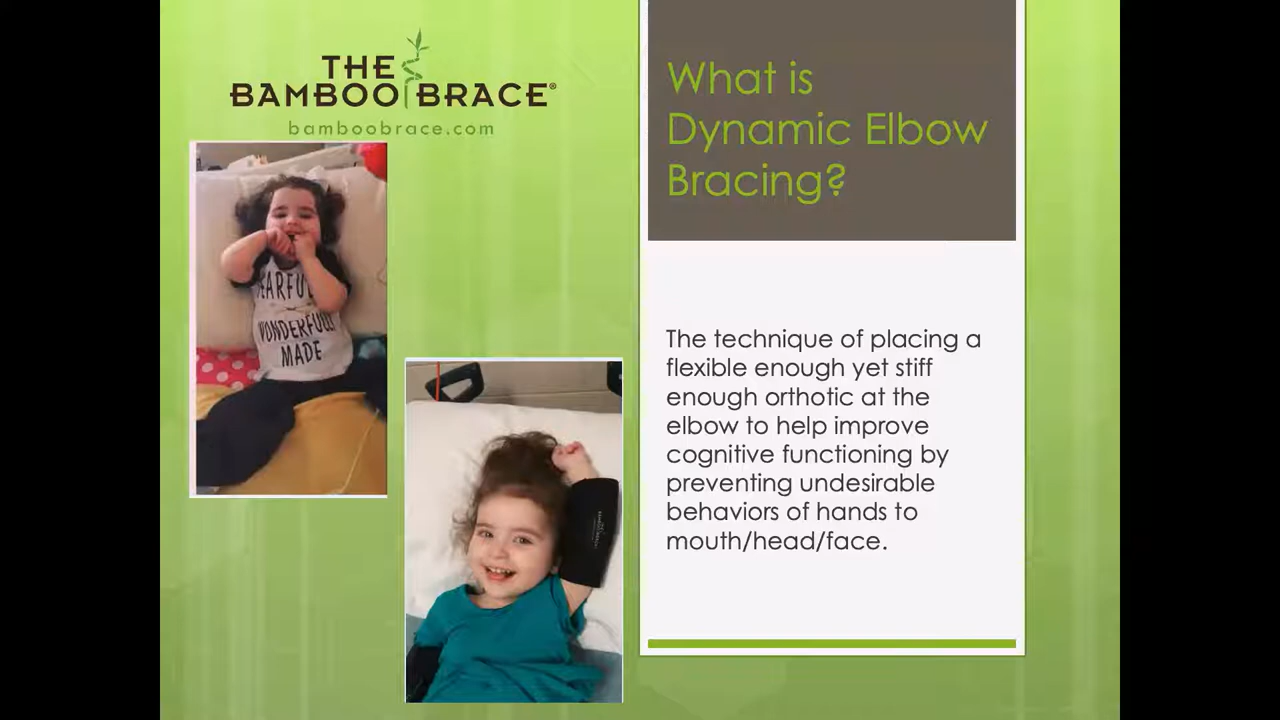 THE
BAMBOO BRACE®
bamboobrace.com
What is
Dynamic Elbow
Bracing?
EARFU
WONDERFULL
MADE
The technique of placing a
flexible enough yet stiff
enough orthotic at the
elbow to help improve
cognitive functioning by
preventing undesirable
behaviors of hands to
mouth/head/face.